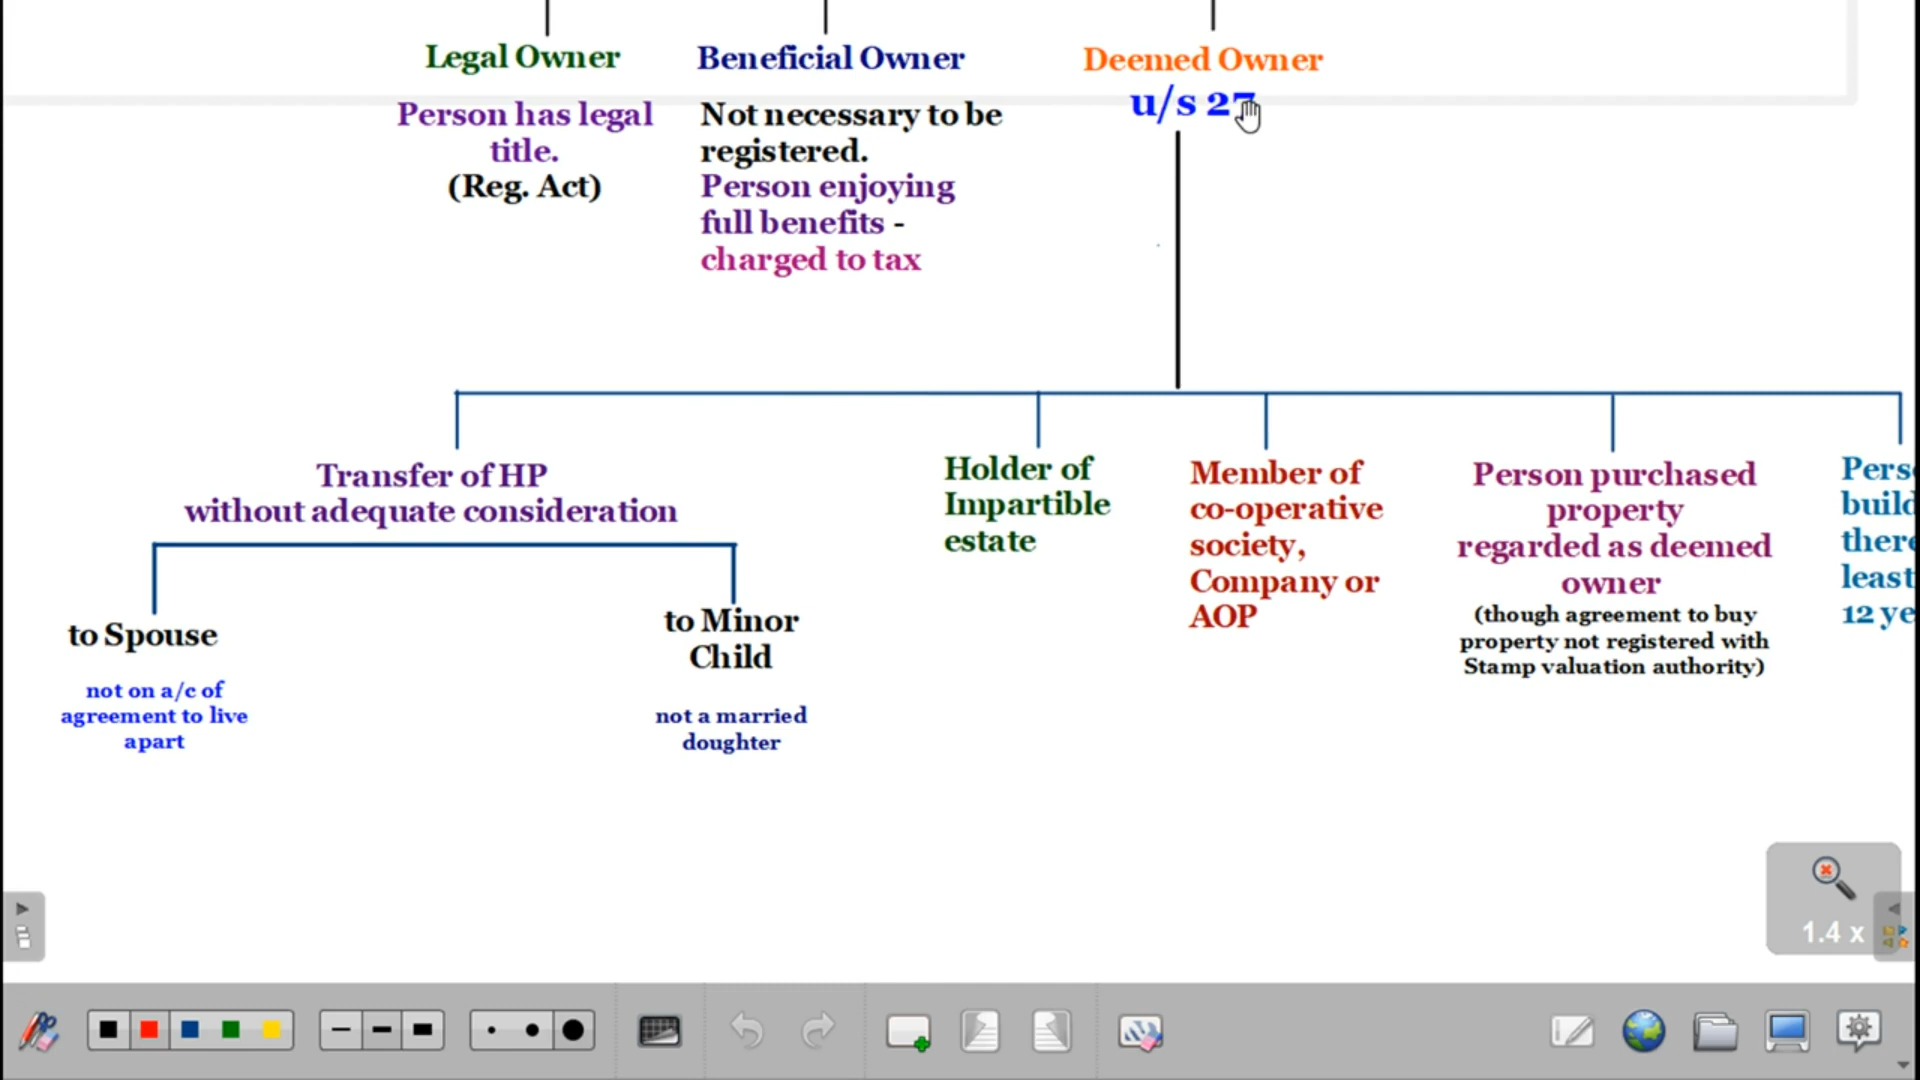 Legal Owner
Beneficial Owner
Deemed Owner
u/s 27
Person has legal
title.
(Reg. Act)
Not necessary to be
registered.
Person enjoying
full benefits -
charged to tax
Transfer of HP
without adequate consideration
to Spouse
not on a/c of
agreement to live
apart
to Minor
Child
not a married
doughter
Holder of
Impartible
estate
Member of
co-operative
society,
Company or
AOP
Person purchased
property
regarded as deemed
owner
(though agreement to buy
property not registered with
Stamp valuation authority)
least
12
1.4 x